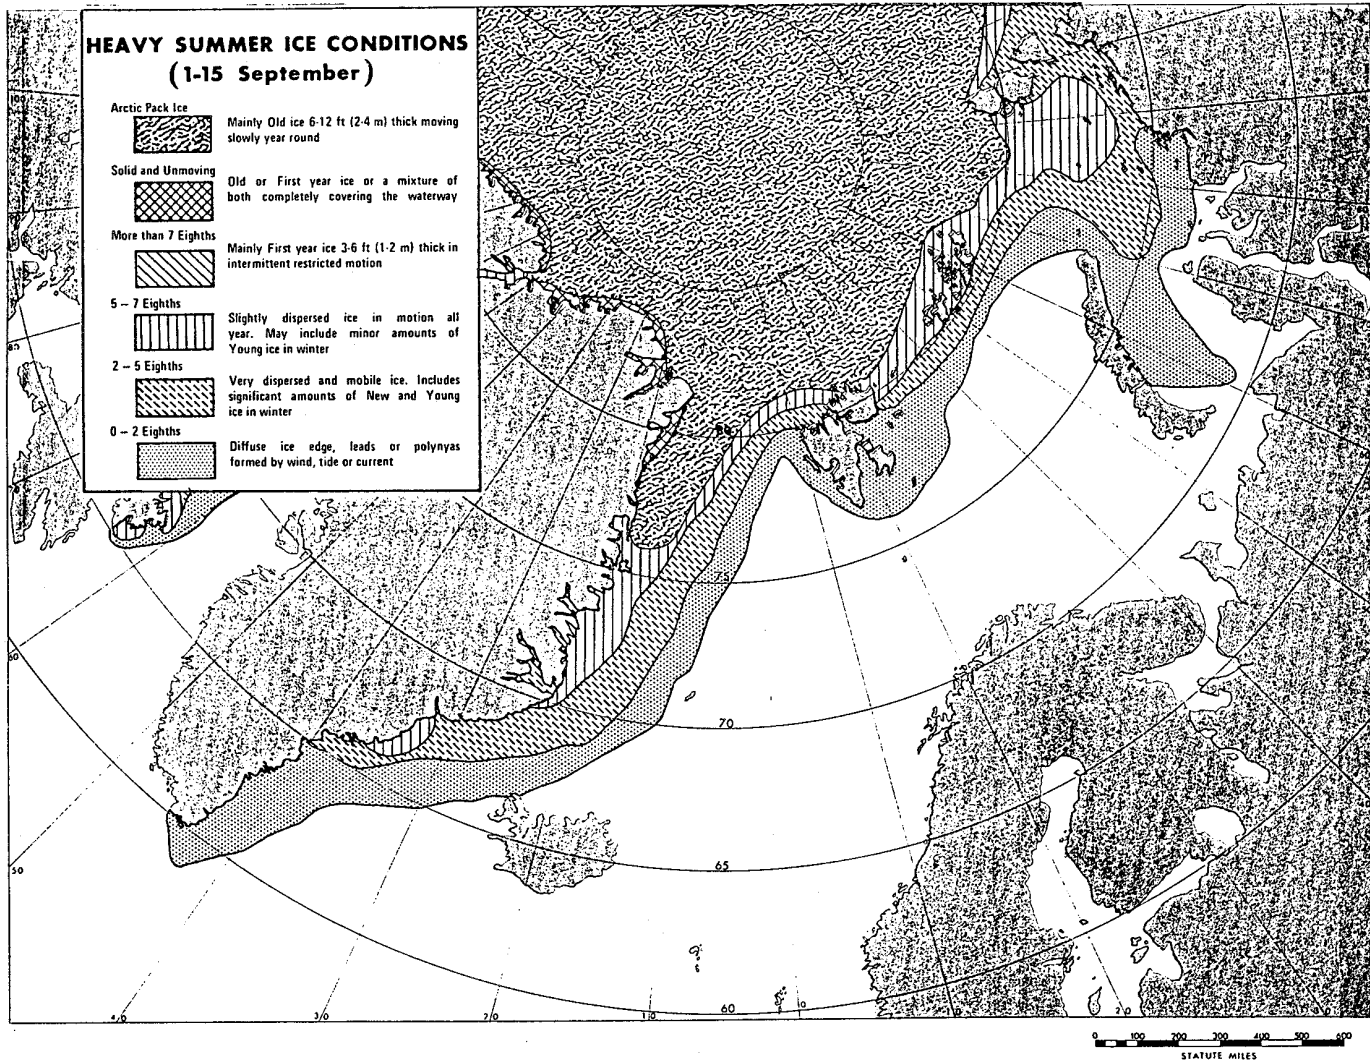 HEAVY SUMMER ICE CONDITIONS
(1-15 September)
Arctic Pack Ice
Mainly Old ice 6-12 ft (2·4 m) thick moving
slowly year round
Solid and Unmoving
Old or First year ice or a mixture of
both completely covering the waterway
More than 7 Eighths
Mainly First year ice 3-6 ft (1-2 m) thick in
intermittent restricted motion
5 – 7 Eighths
Slightly dispersed ice in motion all
year. May include minor amounts of
Young ice in winter
2 – 5 Eighths
Very dispersed and mobile ice. Includes
significant amounts of New and Young
ice in winter
0 – 2 Eighths
Diffuse ice edge, leads or polynyas
formed by wind, tide or current
100
80
75
70
65
60
60
50
40
30
20
10
0
10
20
0 100 200 300 400 500 600
STATUTE MILES